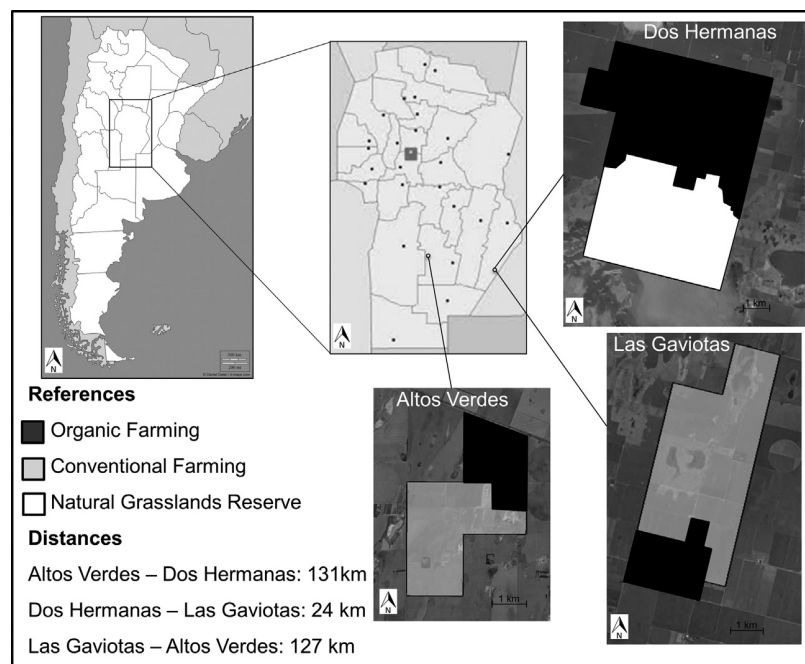 Dos Hermanas
1 km
N
Las Gaviotas
1 km
N
Altos Verdes
1 km
N
N
N
References
Organic Farming
Conventional Farming
Natural Grasslands Reserve
Distances
Altos Verdes – Dos Hermanas: 131km
Dos Hermanas – Las Gaviotas: 24 km
Las Gaviotas – Altos Verdes: 127 km